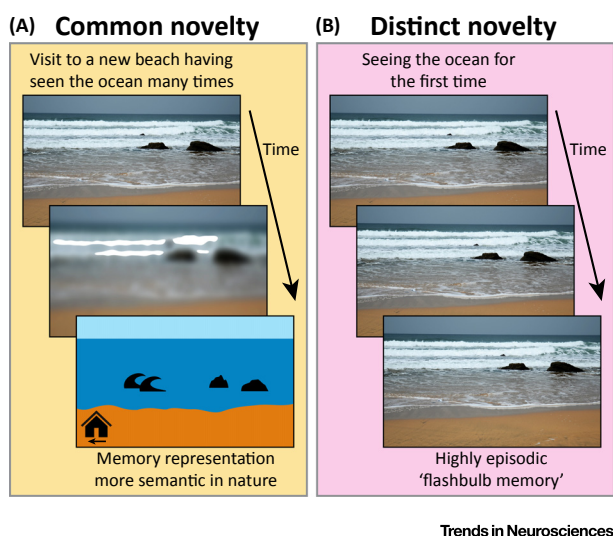 (A) Common novelty
Visit to a new beach having
seen the ocean many times
Time
Memory representation
more semantic in nature
(B) Distinct novelty
Seeing the ocean for
the first time
Time
Highly episodic
‘flashbulb memory’
Trends in Neurosciences